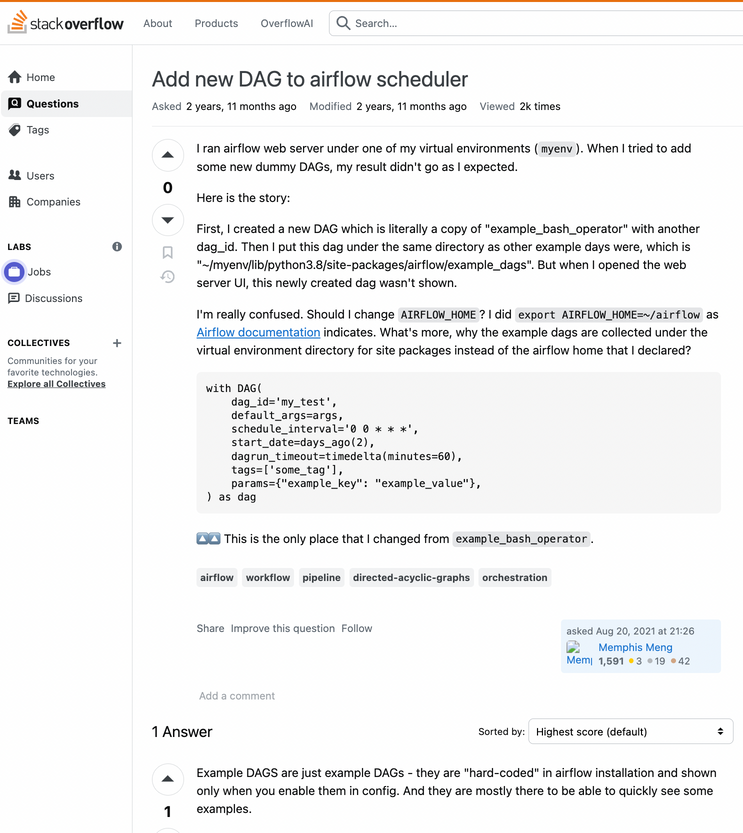 stackoverflow
About Products OverflowAI Search…
Home
Questions
Tags
Users
Companies
LABS
Jobs
Discussions
COLLECTIVES
Communities for your
favorite technologies.
Explore all Collectives
TEAMS
Add new DAG to airflow scheduler
Asked 2 years, 11 months ago Modified 2 years, 11 months ago Viewed 2k times
0
I ran airflow web server under one of my virtual environments ( myenv ). When I tried to add
some new dummy DAGs, my result didn't go as I expected.
Here is the story:
First, I created a new DAG which is literally a copy of "example_bash_operator" with another
dag_id. Then I put this dag under the same directory as other example days were, which is
"~/myenv/lib/python3.8/site-packages/airflow/example_dags". But when I opened the web
server UI, this newly created dag wasn't shown.
I'm really confused. Should I change AIRFLOW_HOME ? I did export AIRFLOW_HOME=~/airflow as
Airflow documentation indicates. What's more, why the example dags are collected under the
virtual environment directory for site packages instead of the airflow home that I declared?
with DAG(
    dag_id='my_test',
    default_args=args,
    schedule_interval='0 0 * * *',
    start_date=days_ago(2),
    dagrun_timeout=timedelta(minutes=60),
    tags=['some_tag'],
    params={"example_key": "example_value"},
) as dag
🔼🔼 This is the only place that I changed from example_bash_operator .
airflow workflow pipeline directed-acyclic-graphs orchestration
Share Improve this question Follow
asked Aug 20, 2021 at 21:26
Memphis Meng
1,591 3 19 42
Add a comment
1 Answer
Sorted by: Highest score (default)
1
Example DAGS are just example DAGs - they are "hard-coded" in airflow installation and shown
only when you enable them in config. And they are mostly there to be able to quickly see some
examples.